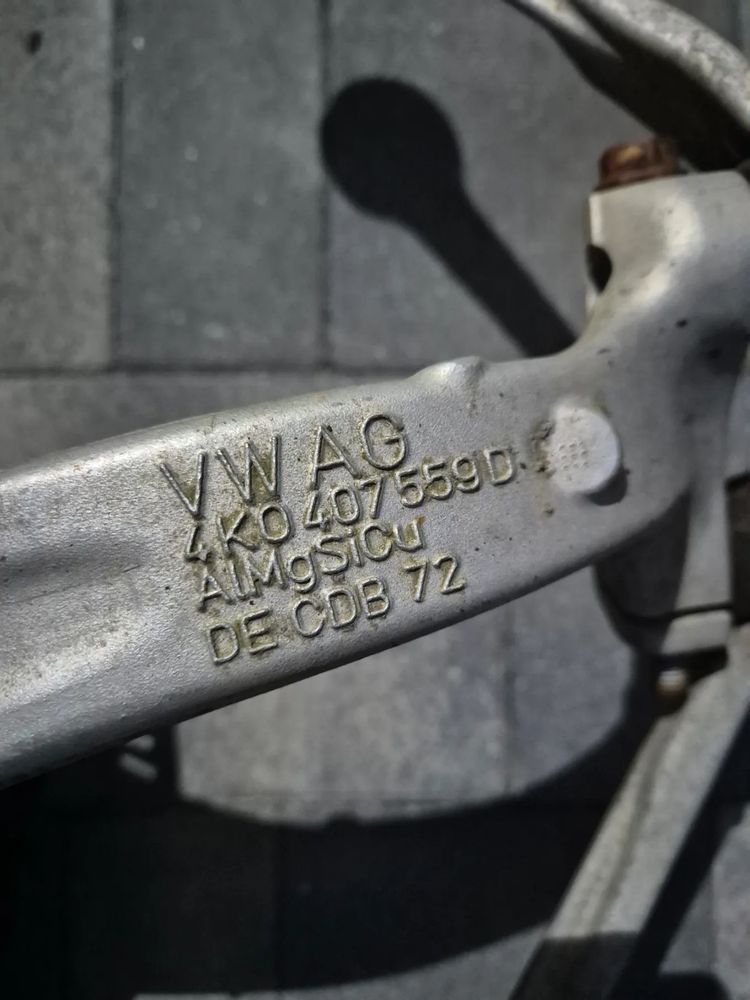 VW AG
4K0 407 559 D
AlMgSiCu
DE CDB 72